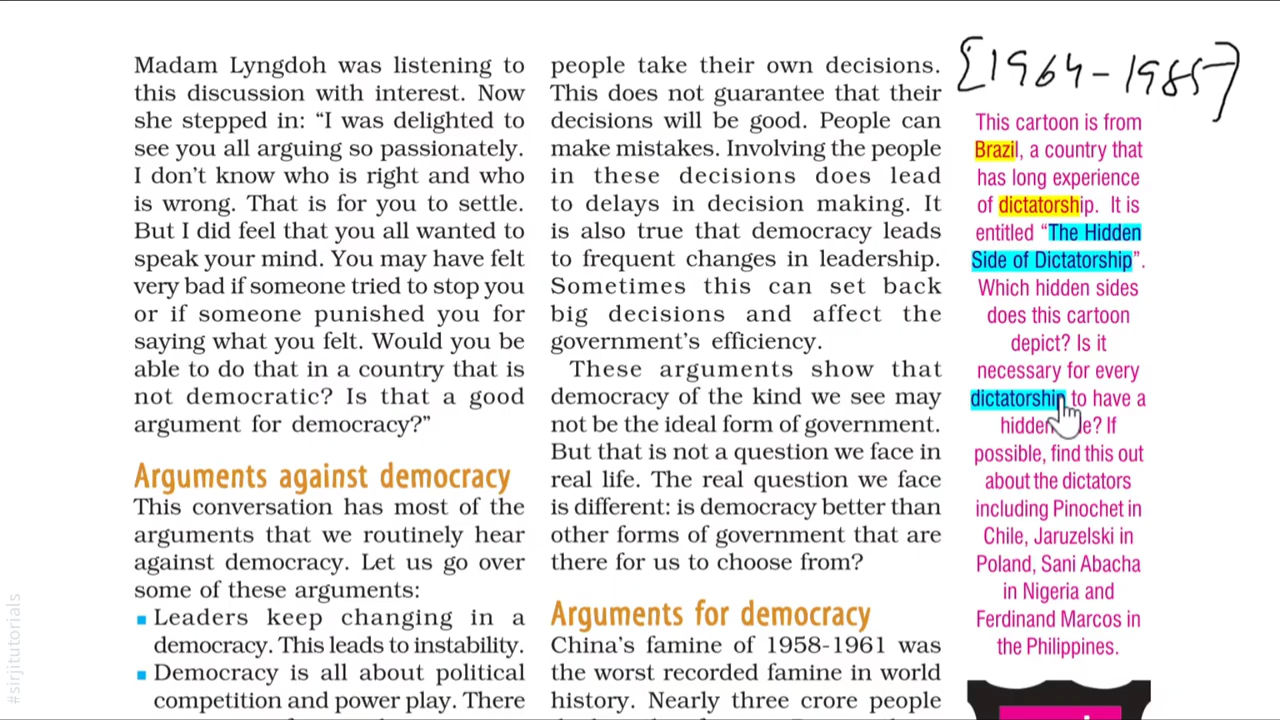 Madam Lyngdoh was listening to
this discussion with interest. Now
she stepped in: “I was delighted to
see you all arguing so passionately.
I don’t know who is right and who
is wrong. That is for you to settle.
But I did feel that you all wanted to
speak your mind. You may have felt
very bad if someone tried to stop you
or if someone punished you for
saying what you felt. Would you be
able to do that in a country that is
not democratic? Is that a good
argument for democracy?”
Arguments against democracy
This conversation has most of the
arguments that we routinely hear
against democracy. Let us go over
some of these arguments:
Leaders keep changing in a
democracy. This leads to instability.
Democracy is all about political
competition and power play. There
people take their own decisions.
This does not guarantee that their
decisions will be good. People can
make mistakes. Involving the people
in these decisions does lead
to delays in decision making. It
is also true that democracy leads
to frequent changes in leadership.
Sometimes this can set back
big decisions and affect the
government’s efficiency.
These arguments show that
democracy of the kind we see may
not be the ideal form of government.
But that is not a question we face in
real life. The real question we face
is different: is democracy better than
other forms of government that are
there for us to choose from?
Arguments for democracy
China’s famine of 1958-1961 was
the worst recorded famine in world
history. Nearly three crore people
[1964-1985]
This cartoon is from
Brazil, a country that
has long experience
of dictatorship. It is
entitled “The Hidden
Side of Dictatorship”.
Which hidden sides
does this cartoon
depict? Is it
necessary for every
dictatorship to have a
hidden e? If
possible, find this out
about the dictators
including Pinochet in
Chile, Jaruzelski in
Poland, Sani Abacha
in Nigeria and
Ferdinand Marcos in
the Philippines.
#sirjitutorials